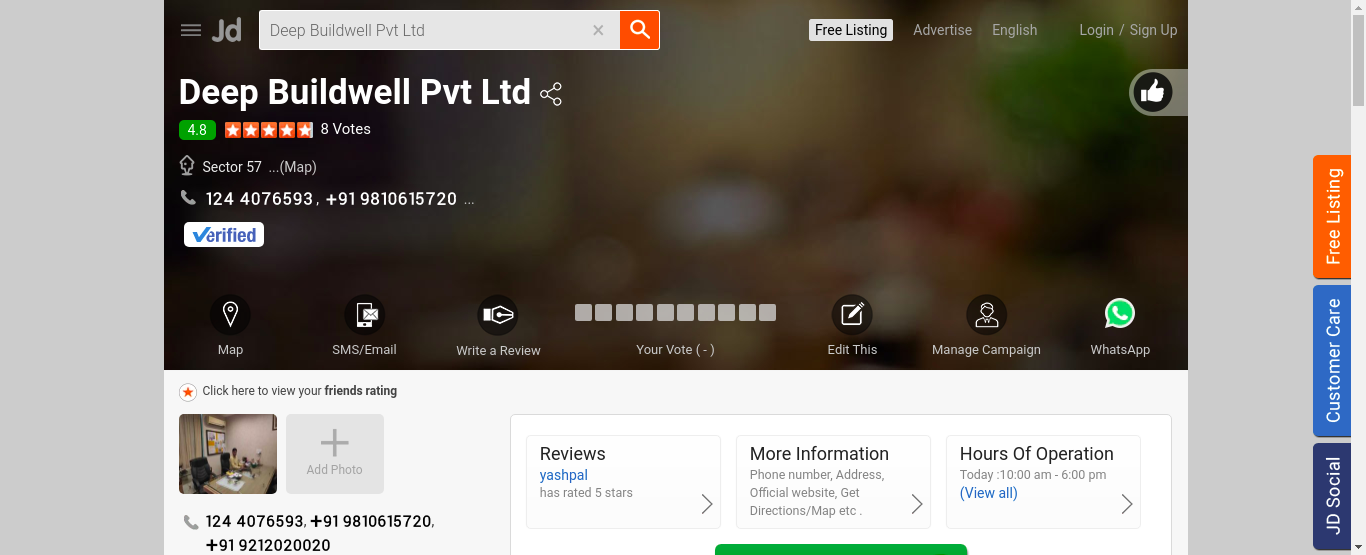 Jd
Deep Buildwell Pvt Ltd
Free Listing
Advertise
English
Login / Sign Up
Deep Buildwell Pvt Ltd
4.8
8 Votes
Sector 57 ...(Map)
124 4076593, +91 9810615720 ...
Verified
Map
SMS/Email
Write a Review
Your Vote ( - )
Edit This
Manage Campaign
WhatsApp
Free Listing
Customer Care
JD Social
Click here to view your friends rating
Add Photo
124 4076593, +91 9810615720,
+91 9212020020
Reviews
yashpal
has rated 5 stars
More Information
Phone number, Address,
Official website, Get
Directions/Map etc .
Hours Of Operation
Today :10:00 am - 6:00 pm
(View all)